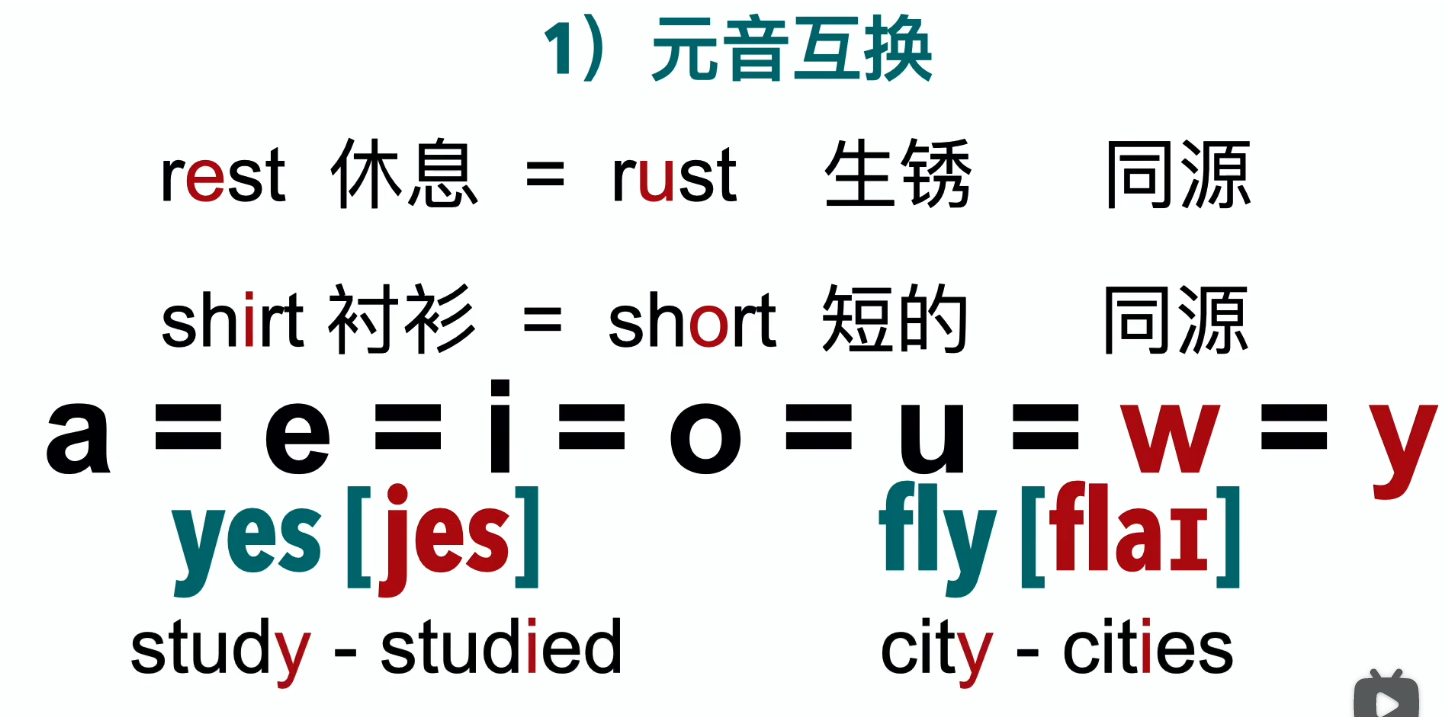 1）元音互换
rest 休息 = rust 生锈 同源
shirt 衬衫 = short 短的 同源
a = e = i = o = u = w = y
yes [jes] fly [flaɪ]
study - studied city - cities